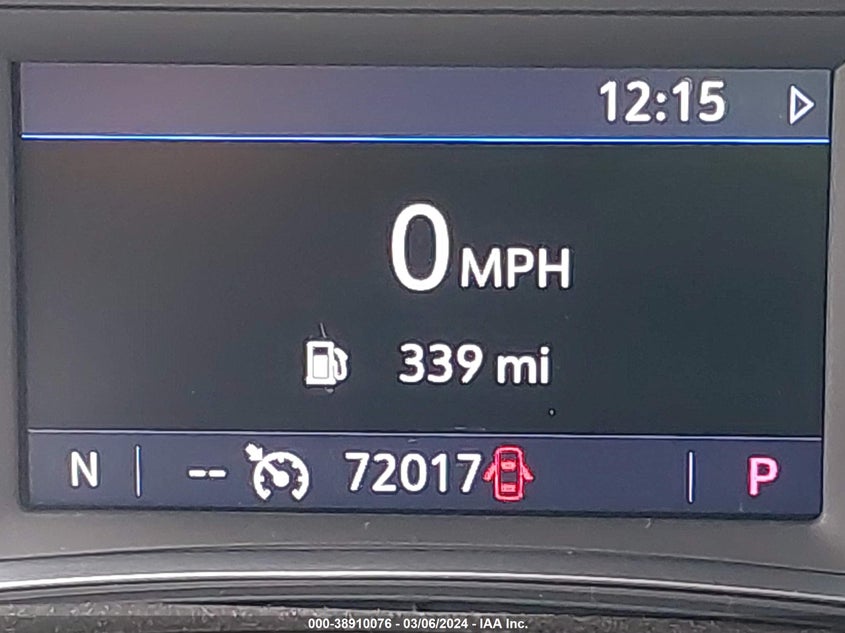 12:15
0 MPH
339 mi
N -- 72017 P
000-38910076 - 03/06/2024 - IAA Inc.